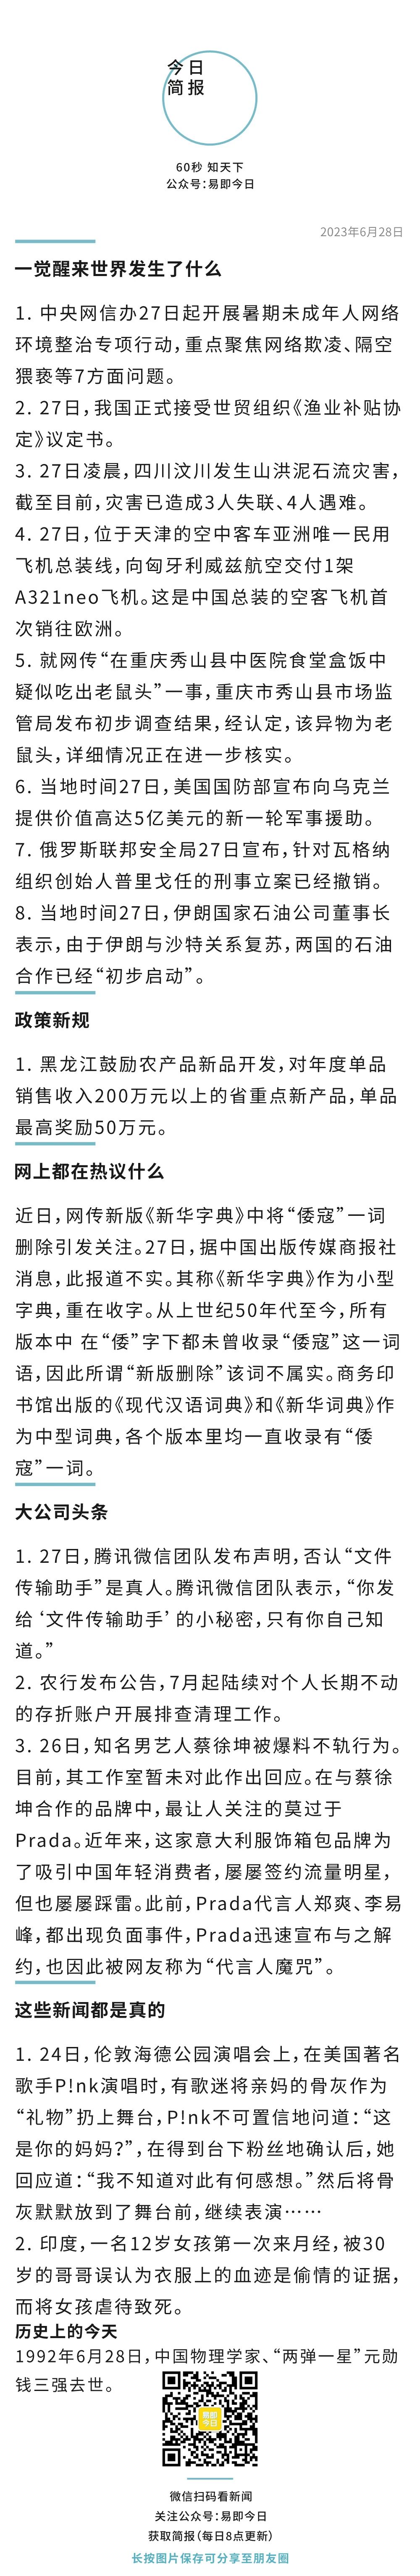 今日
简报
60秒 知天下
公众号：易即今日
2023年6月28日
一觉醒来世界发生了什么
1. 中央网信办27日起开展暑期未成年人网络
环境整治专项行动，重点聚焦网络欺凌、隔空
猥亵等7方面问题。
2. 27日，我国正式接受世贸组织《渔业补贴协
定》议定书。
3. 27日凌晨，四川汶川发生山洪泥石流灾害，
截至目前，灾害已造成3人失联、4人遇难。
4. 27日，位于天津的空中客车亚洲唯一民用
飞机总装线，向匈牙利威兹航空交付1架
A321neo飞机。这是中国总装的空客飞机首
次销往欧洲。
5. 就网传“在重庆秀山县中医院食堂盒饭中
疑似吃出老鼠头”一事，重庆市秀山县市场监
管局发布初步调查结果，经认定，该异物为老
鼠头，详细情况正在进一步核实。
6. 当地时间27日，美国国防部宣布向乌克兰
提供价值高达5亿美元的新一轮军事援助。
7. 俄罗斯联邦安全局27日宣布，针对瓦格纳
组织创始人普里戈任的刑事立案已经撤销。
8. 当地时间27日，伊朗国家石油公司董事长
表示，由于伊朗与沙特关系复苏，两国的石油
合作已经“初步启动”。
政策新规
1. 黑龙江鼓励农产品新品开发，对年度单品
销售收入200万元以上的省重点新产品，单品
最高奖励50万元。
网上都在热议什么
近日，网传新版《新华字典》中将“倭寇”一词
删除引发关注。27日，据中国出版传媒商报社
消息，此报道不实。其称《新华字典》作为小型
字典，重在收字。从上世纪50年代至今，所有
版本中 在“倭”字下都未曾收录“倭寇”这一词
语，因此所谓“新版删除”该词不属实。商务印
书馆出版的《现代汉语词典》和《新华词典》作
为中型词典，各个版本里均一直收录有“倭
寇”一词。
大公司头条
1. 27日，腾讯微信团队发布声明，否认“文件
传输助手”是真人。腾讯微信团队表示，“你发
给‘文件传输助手’的小秘密，只有你自己知
道。”
2. 农行发布公告，7月起陆续对个人长期不动
的存折账户开展排查清理工作。
3. 26日，知名男艺人蔡徐坤被爆料不轨行为。
目前，其工作室暂未对此作出回应。在与蔡徐
坤合作的品牌中，最让人关注的莫过于
Prada。近年来，这家意大利服饰箱包品牌为
了吸引中国年轻消费者，屡屡签约流量明星，
但也屡屡踩雷。此前，Prada代言人郑爽、李易
峰，都出现负面事件，Prada迅速宣布与之解
约，也因此被网友称为“代言人魔咒”。
这些新闻都是真的
1. 24日，伦敦海德公园演唱会上，在美国著名
歌手P!nk演唱时，有歌迷将亲妈的骨灰作为
“礼物”扔上舞台，P!nk不可置信地问道：“这
是你的妈妈？”，在得到台下粉丝地确认后，她
回应道：“我不知道对此有何感想。”然后将骨
灰默默放到了舞台前，继续表演……
2. 印度，一名12岁女孩第一次来月经，被30
岁的哥哥误认为衣服上的血迹是偷情的证据，
而将女孩虐待致死。
历史上的今天
1992年6月28日，中国物理学家、“两弹一星”元勋
钱三强去世。
易即
今日
微信扫码看新闻
关注公众号：易即今日
获取简报（每日8点更新）
长按图片保存可分享至朋友圈